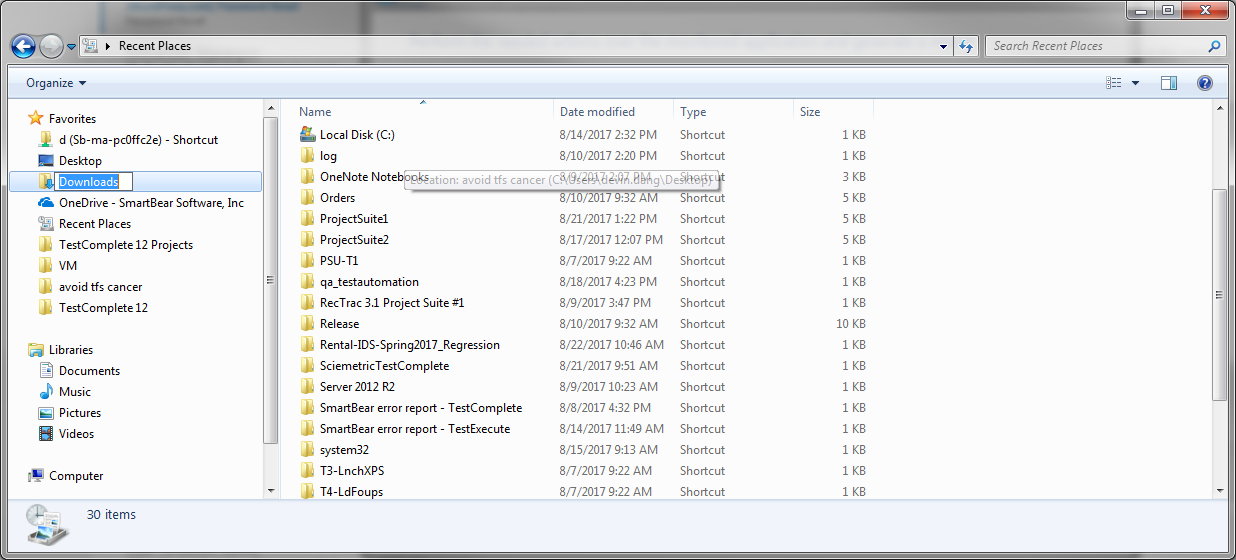 Recent Places
Search Recent Places
Organize
Favorites
d (Sb-ma-pc0ffc2e) - Shortcut
Desktop
Downloads
OneDrive - SmartBear Software, Inc
Recent Places
TestComplete 12 Projects
VM
avoid tfs cancer
TestComplete 12
Libraries
Documents
Music
Pictures
Videos
Computer
Name Date modified Type Size
Local Disk (C:) 8/14/2017 2:32 PM Shortcut 1 KB
log 8/10/2017 2:20 PM Shortcut 1 KB
OneNote Notebooks 8/9/2017 2:07 PM Shortcut 3 KB
Location: avoid tfs cancer (C:\Users\devin.dang\Desktop)
Orders 8/10/2017 9:32 AM Shortcut 5 KB
ProjectSuite1 8/21/2017 1:22 PM Shortcut 5 KB
ProjectSuite2 8/17/2017 12:07 PM Shortcut 5 KB
PSU-T1 8/7/2017 9:22 AM Shortcut 1 KB
qa_testautomation 8/18/2017 4:23 PM Shortcut 1 KB
RecTrac 3.1 Project Suite #1 8/9/2017 3:47 PM Shortcut 1 KB
Release 8/10/2017 9:32 AM Shortcut 10 KB
Rental-IDS-Spring2017_Regression 8/22/2017 10:46 AM Shortcut 1 KB
SciemetricTestComplete 8/21/2017 9:51 AM Shortcut 1 KB
Server 2012 R2 8/9/2017 10:23 AM Shortcut 1 KB
SmartBear error report - TestComplete 8/8/2017 4:32 PM Shortcut 1 KB
SmartBear error report - TestExecute 8/14/2017 11:49 AM Shortcut 1 KB
system32 8/15/2017 9:13 AM Shortcut 1 KB
T3-LnchXPS 8/7/2017 9:22 AM Shortcut 1 KB
T4-LdFoups 8/7/2017 9:22 AM Shortcut 1 KB
30 items